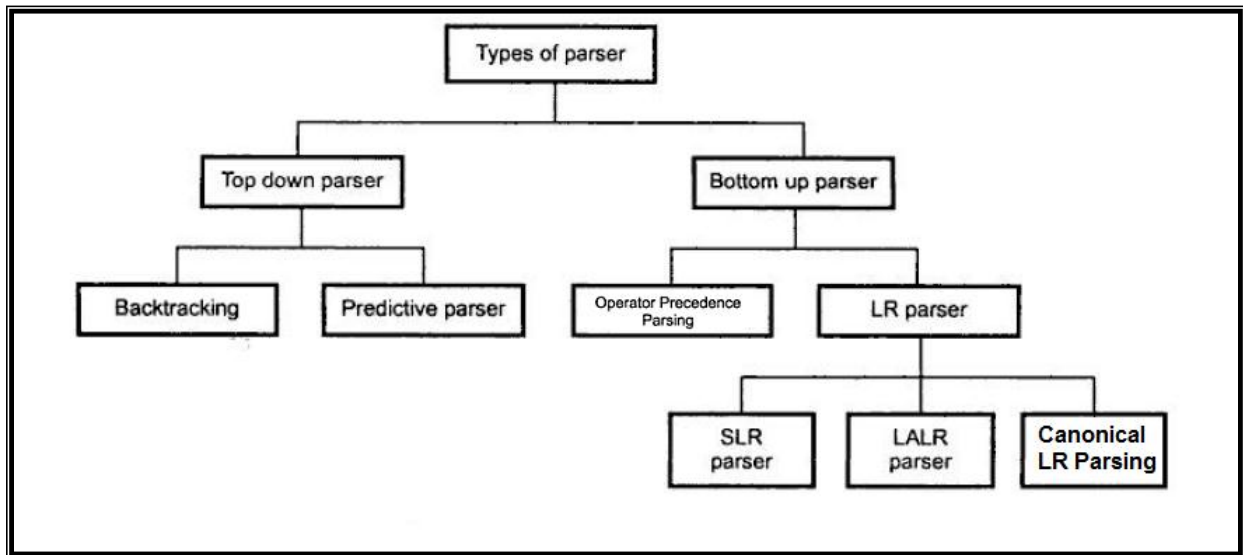 Types of parser
Top down parser
Bottom up parser
Backtracking
Predictive parser
Operator Precedence
Parsing
LR parser
SLR
parser
LALR
parser
Canonical
LR Parsing